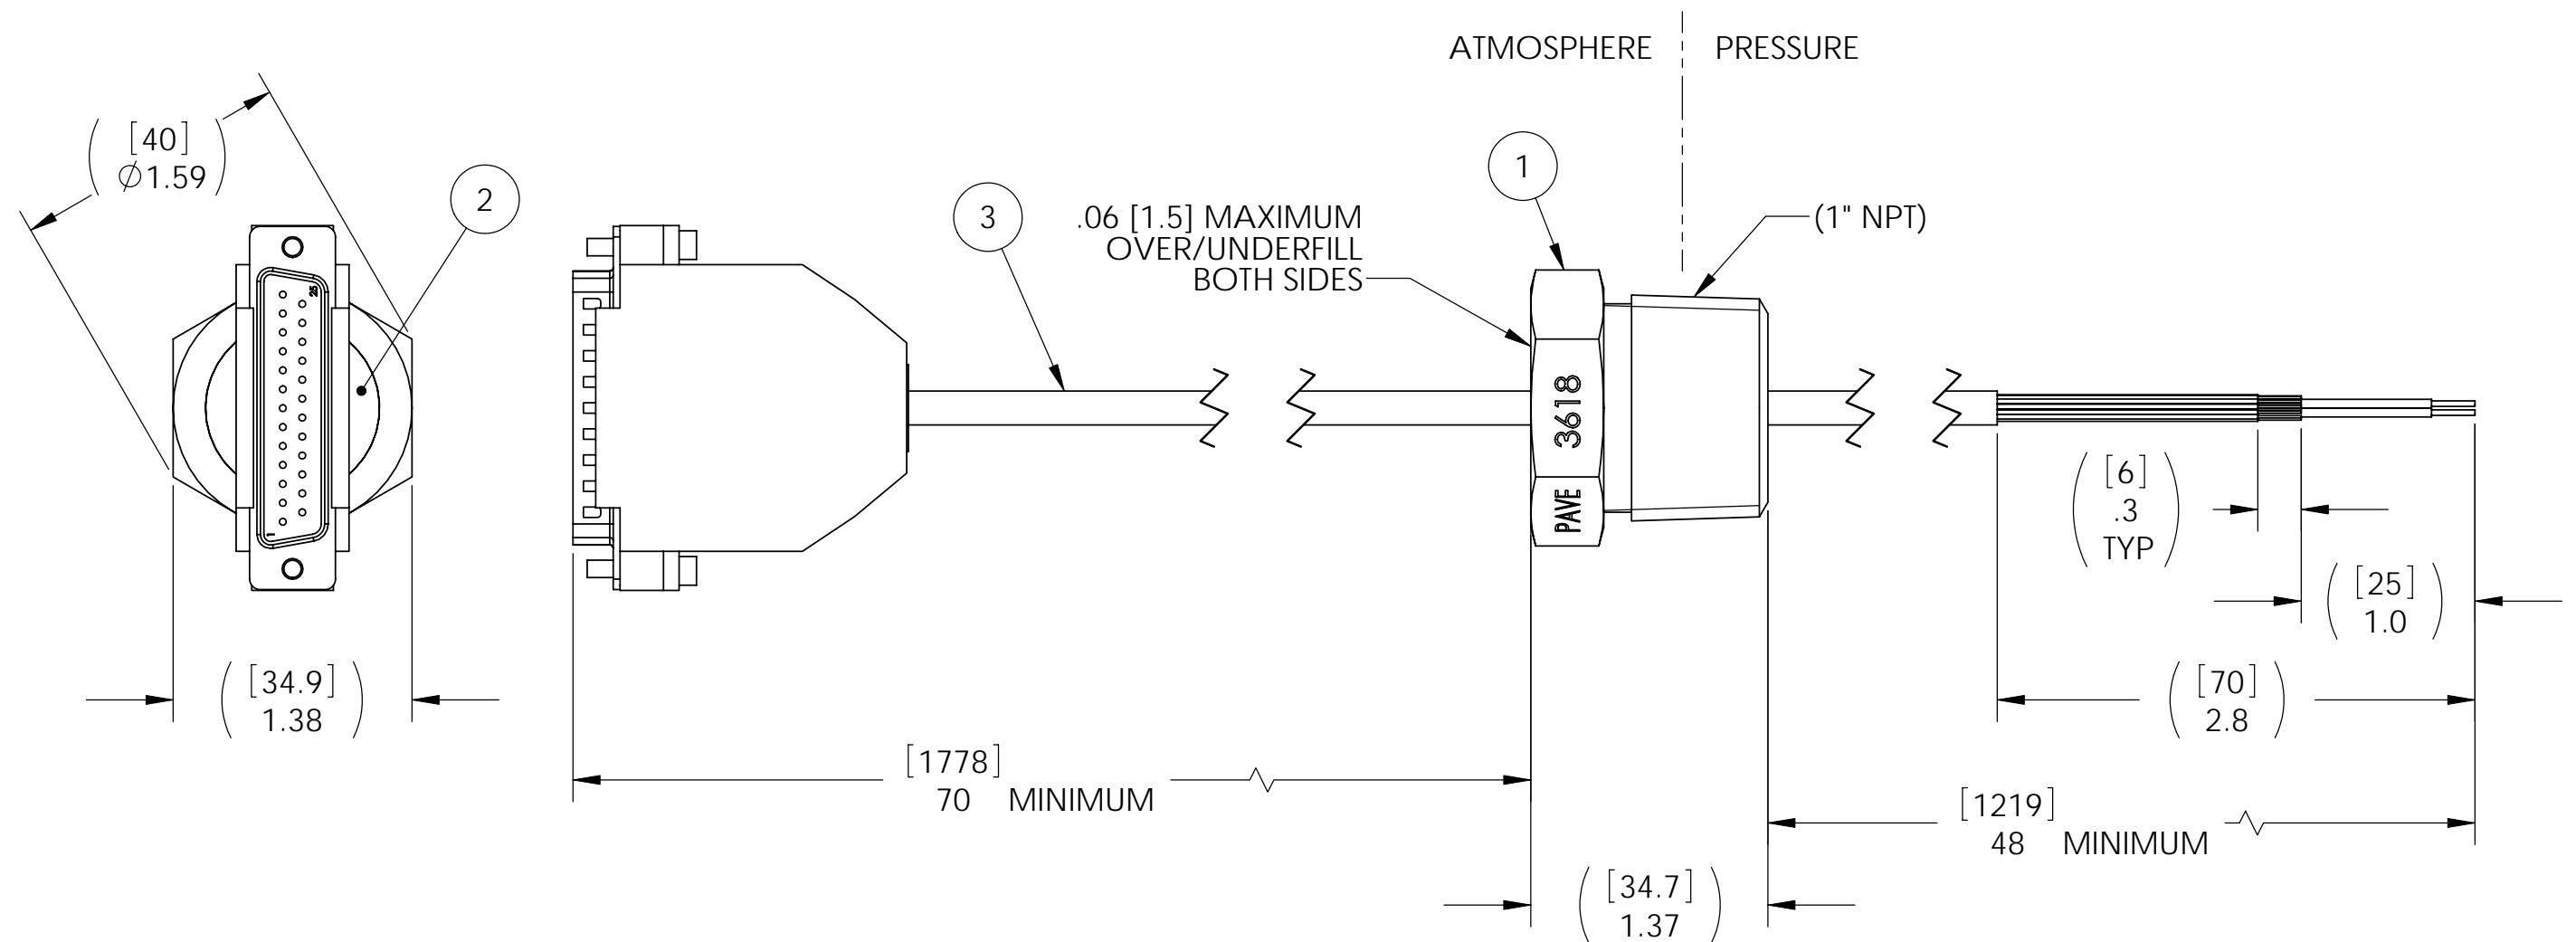 ATMOSPHERE PRESSURE
[40]
∅1.59
2
3
1
.06 [1.5] MAXIMUM
OVER/UNDERFILL
BOTH SIDES
(1" NPT)
25
1
3618
PAVE
[6]
.3
TYP
[25]
1.0
[34.9]
1.38
[70]
2.8
[1778]
70 MINIMUM
[1219]
48 MINIMUM
[34.7]
1.37